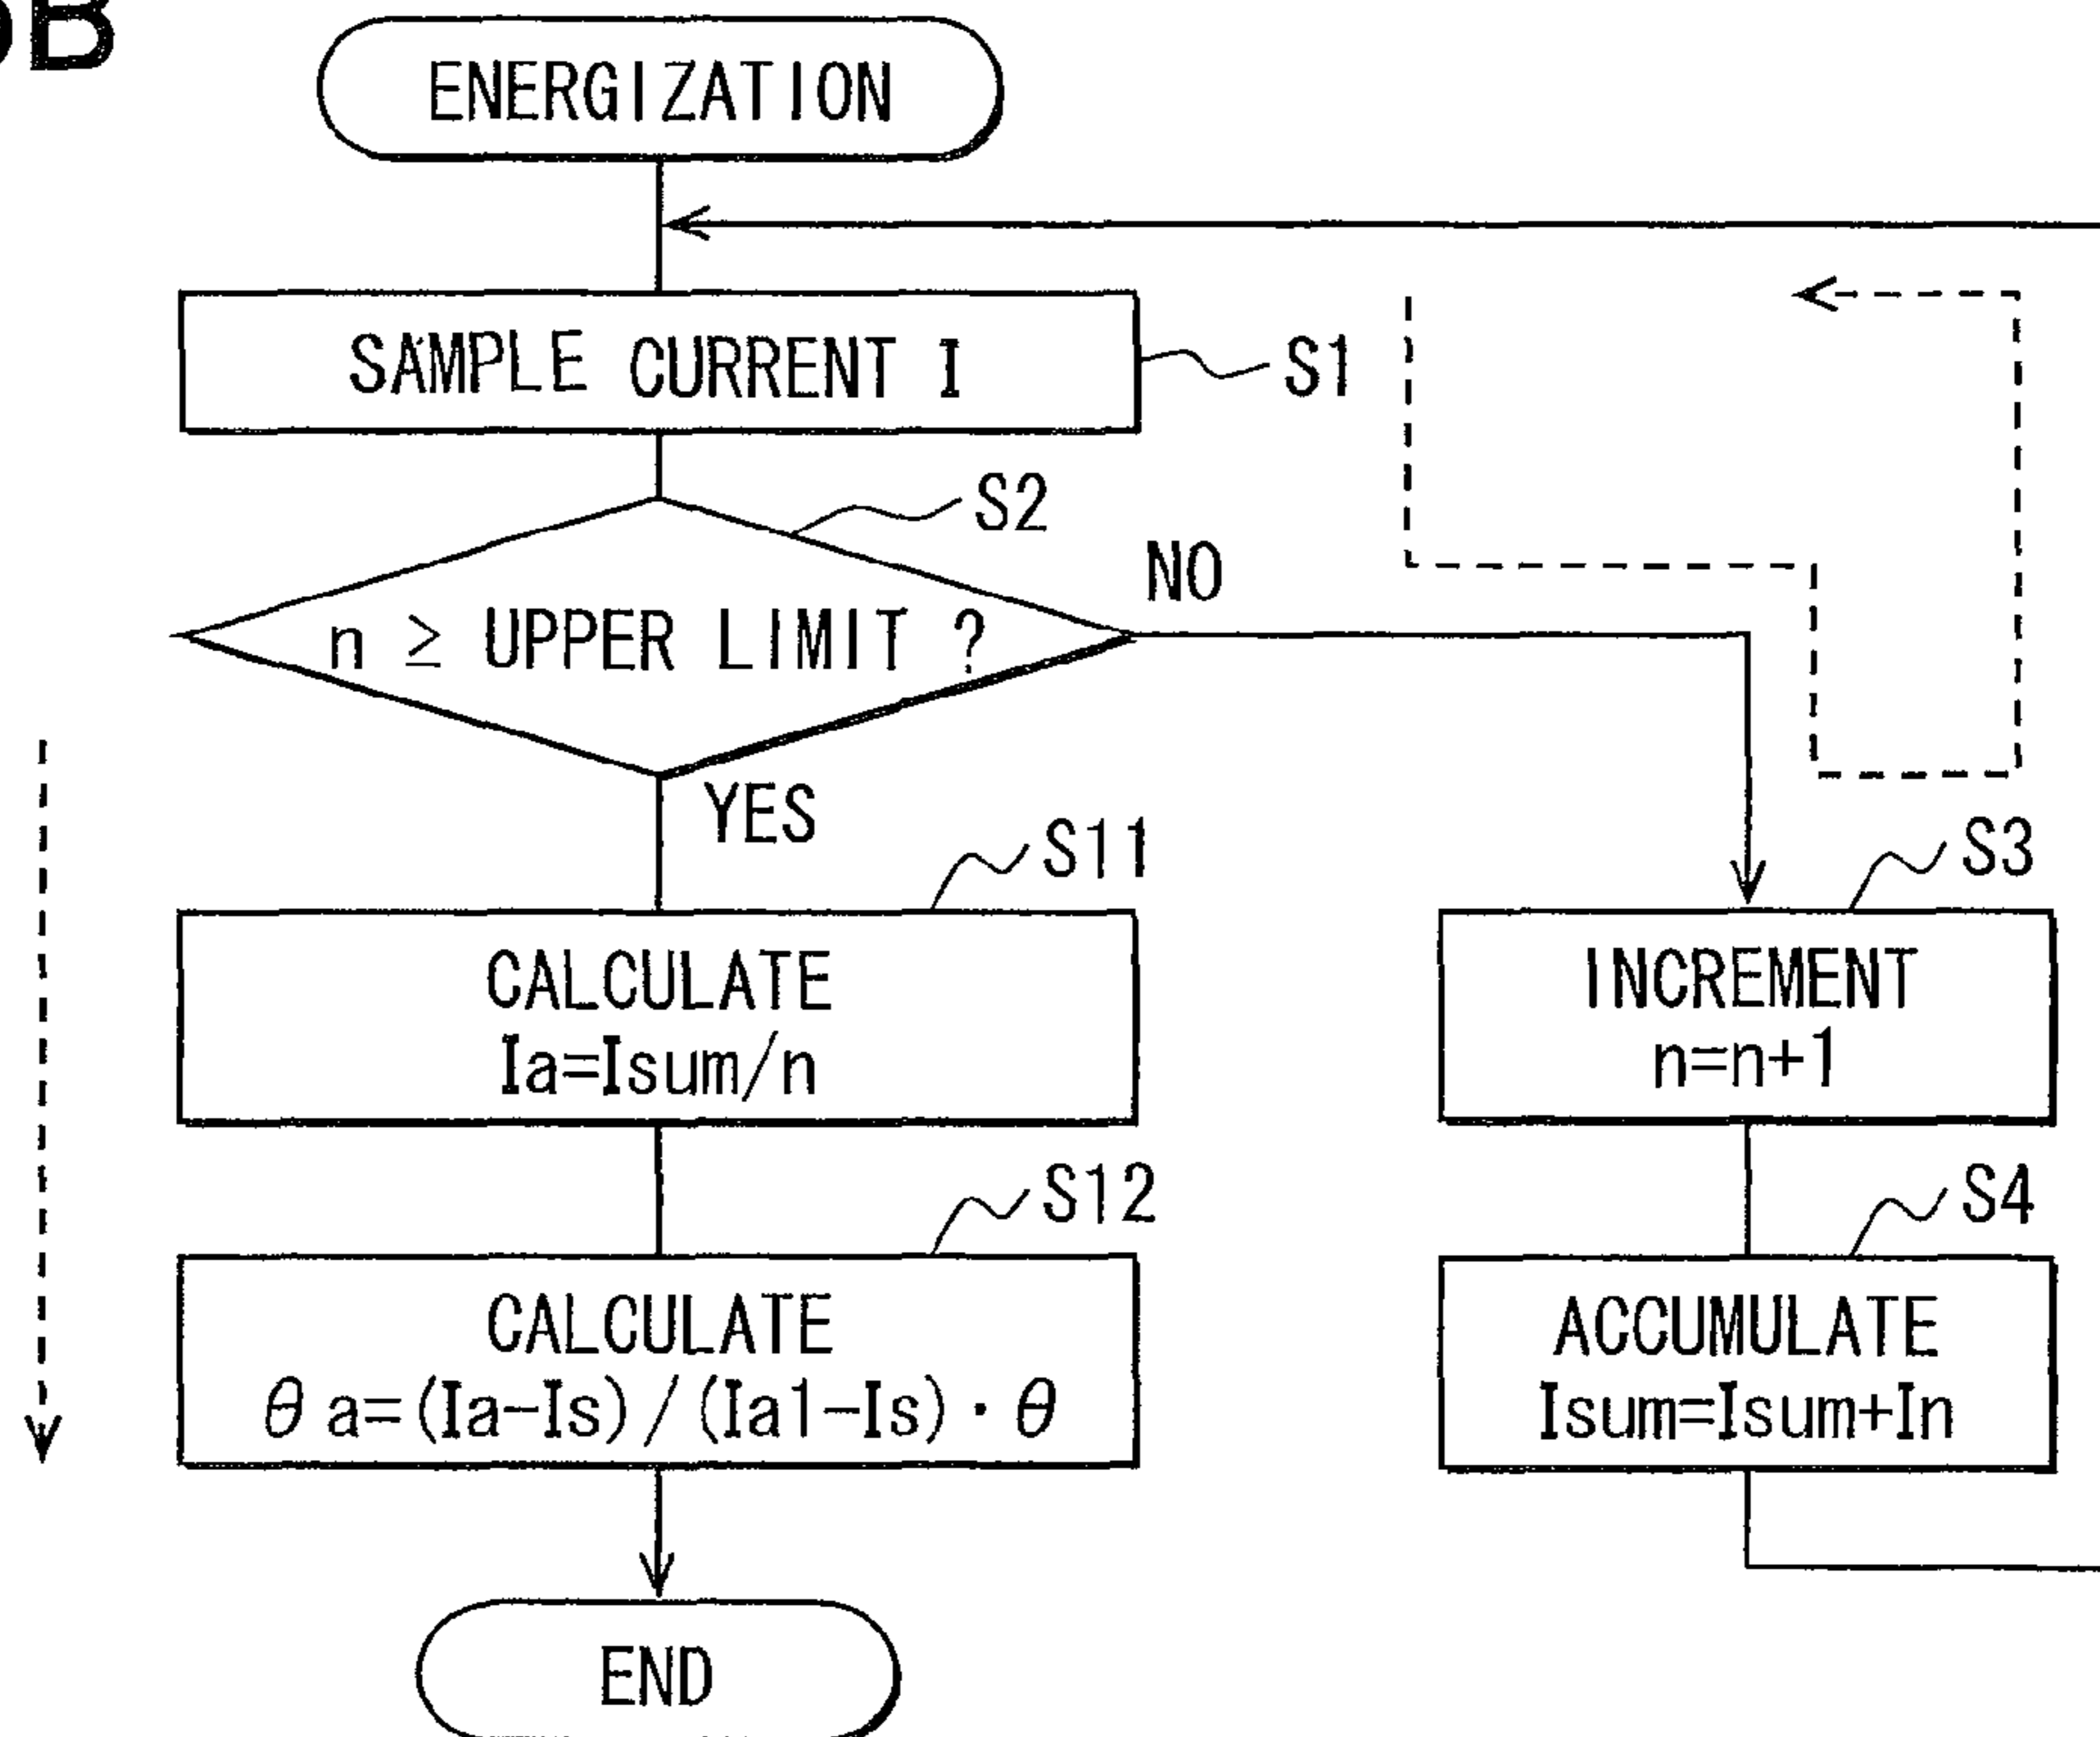 B
ENERGIZATION
SAMPLE CURRENT I
S1
S2
n ≥ UPPER LIMIT ?
NO
YES
S11
CALCULATE
Ia=Isum/n
S3
INCREMENT
n=n+1
S12
CALCULATE
θa=(Ia-Is)/(Ia1-Is)・θ
S4
ACCUMULATE
Isum=Isum+In
END